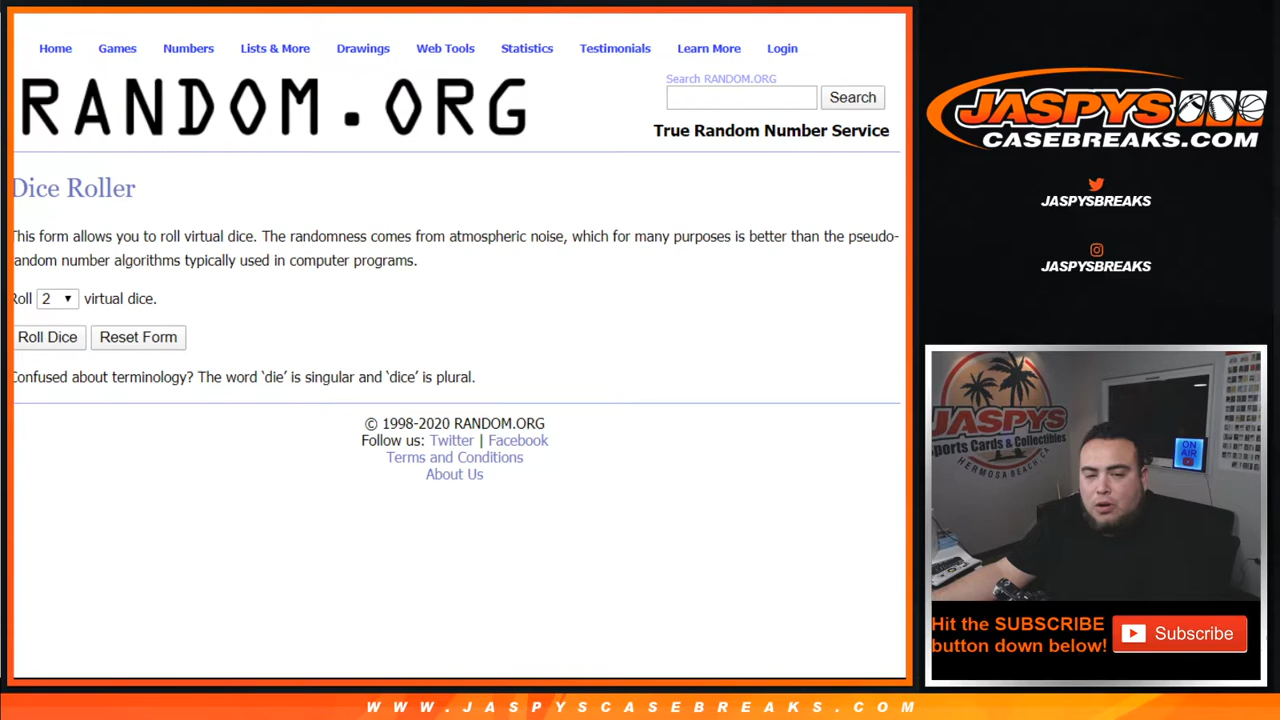 Home Games Numbers Lists & More Drawings Web Tools Statistics Testimonials Learn More Login
RANDOM.ORG
Search RANDOM.ORG
Search
True Random Number Service
Dice Roller
This form allows you to roll virtual dice. The randomness comes from atmospheric noise, which for many purposes is better than the pseudo-
random number algorithms typically used in computer programs.
Roll 2 virtual dice.
Roll Dice Reset Form
Confused about terminology? The word ‘die’ is singular and ‘dice’ is plural.
© 1998-2020 RANDOM.ORG
Follow us: Twitter | Facebook
Terms and Conditions
About Us
JASPYS
CASEBREAKS.COM
JASPYSBREAKS
JASPYSBREAKS
JASPYS
Sports Cards & Collectibles
HERMOSA BEACH, CA
ON
AIR
Hit the SUBSCRIBE
button down below!
Subscribe
WWW.JASPYSCASEBREAKS.COM